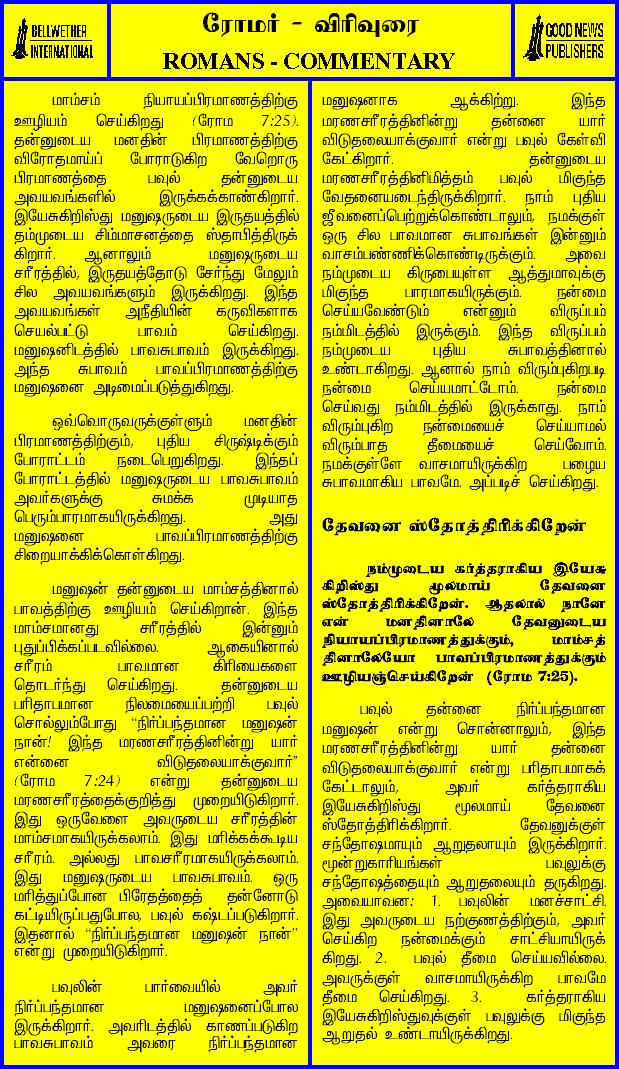 BELLWETHER
INTERNATIONAL
ரோமர் - விரிவுரை
ROMANS - COMMENTARY
GOOD NEWS
PUBLISHERS
மாம்சம் நியாயப்பிரமாணத்திற்கு
ஊழியம் செய்கிறது (ரோம 7:25).
தன்னுடைய மனதின் பிரமாணத்திற்கு
விரோதமாய்ப் போராடுகிற வேறொரு
பிரமாணத்தை பவுல் தன்னுடைய
அவயவங்களில் இருக்கக்காண்கிறார்.
இயேசுகிறிஸ்து மனுஷருடைய இருதயத்தில்
தம்முடைய சிம்மாசனத்தை ஸ்தாபித்திருக்
கிறார். ஆனாலும் மனுஷருடைய
சரீரத்தில், இருதயத்தோடு சேர்ந்து மேலும்
சில அவயவங்களும் இருக்கிறது. இந்த
அவயவங்கள் அநீதியின் கருவிகளாக
செயல்பட்டு பாவம் செய்கிறது.
மனுஷனிடத்தில் பாவசுபாவம் இருக்கிறது.
அந்த சுபாவம் பாவப்பிரமாணத்திற்கு
மனுஷனை அடிமைப்படுத்துகிறது.
ஒவ்வொருவருக்குள்ளும் மனதின்
பிரமாணத்திற்கும், புதிய சிருஷ்டிக்கும்
போராட்டம் நடைபெறுகிறது. இந்தப்
போராட்டத்தில் மனுஷருடைய பாவசுபாவம்
அவர்களுக்கு சுமக்க முடியாத
பெரும்பாரமாகயிருக்கிறது. அது
மனுஷனை பாவப்பிரமாணத்திற்கு
சிறையாக்கிக்கொள்கிறது.
மனுஷன் தன்னுடைய மாம்சத்தினால்
பாவத்திற்கு ஊழியம் செய்கிறான். இந்த
மாம்சமானது சரீரத்தில் இன்னும்
புதுப்பிக்கப்படவில்லை. ஆகையினால்
சரீரம் பாவமான கிரியைகளை
தொடர்ந்து செய்கிறது. தன்னுடைய
பரிதாபமான நிலமையைப்பற்றி பவுல்
சொல்லும்போது “நிர்ப்பந்தமான மனுஷன்
நான்! இந்த மரணசரீரத்தினின்று யார்
என்னை விடுதலையாக்குவார்”
(ரோம 7:24) என்று தன்னுடைய
மரணசரீரத்தைக்குறித்து முறையிடுகிறார்.
இது ஒருவேளை அவருடைய சரீரத்தின்
மாம்சமாகயிருக்கலாம். இது மரிக்கக்கூடிய
சரீரம். அல்லது பாவசரீரமாகயிருக்கலாம்.
இது மனுஷருடைய பாவசுபாவம். ஒரு
மரித்துப்போன பிரேதத்தைத் தன்னோடு
கட்டியிருப்பதுபோல, பவுல் கஷ்டப்படுகிறார்.
இதனால் “நிர்ப்பந்தமான மனுஷன் நான்”
என்று முறையிடுகிறார்.
பவுலின் பார்வையில் அவர்
நிர்ப்பந்தமான மனுஷனைப்போல
இருக்கிறார். அவரிடத்தில் காணப்படுகிற
பாவசுபாவம் அவரை நிர்ப்பந்தமான
மனுஷனாக ஆக்கிற்று. இந்த
மரணசரீரத்தினின்று தன்னை யார்
விடுதலையாக்குவார் என்று பவுல் கேள்வி
கேட்கிறார். தன்னுடைய
மரணசரீரத்தினிமித்தம் பவுல் மிகுந்த
வேதனையடைந்திருக்கிறார். நாம் புதிய
ஜீவனைப்பெற்றுக்கொண்டாலும், நமக்குள்
ஒரு சில பாவமான சுபாவங்கள் இன்னும்
வாசம்பண்ணிக்கொண்டிருக்கும். அவை
நம்முடைய கிருபையுள்ள ஆத்துமாவுக்கு
மிகுந்த பாரமாகயிருக்கும். நன்மை
செய்யவேண்டும் என்னும் விருப்பம்
நம்மிடத்தில் இருக்கும். இந்த விருப்பம்
நம்முடைய புதிய சுபாவத்தினால்
உண்டாகிறது. ஆனால் நாம் விரும்புகிறபடி
நன்மை செய்யமாட்டோம். நன்மை
செய்வது நம்மிடத்தில் இருக்காது. நாம்
விரும்புகிற நன்மையைச் செய்யாமல்
விரும்பாத தீமையைச் செய்வோம்.
நமக்குள்ளே வாசமாயிருக்கிற பழைய
சுபாவமாகிய பாவமே. அப்படிச் செய்கிறது.
தேவனை ஸ்தோத்திரிக்கிறேன்
நம்முடைய கர்த்தராகிய இயேசு
கிறிஸ்து மூலமாய் தேவனை
ஸ்தோத்திரிக்கிறேன். ஆதலால் நானே
என் மனதினாலே தேவனுடைய
நியாயப்பிரமாணத்துக்கும், மாம்சத்
தினாலேயோ பாவப்பிரமாணத்துக்கும்
ஊழியஞ்செய்கிறேன் (ரோம 7:25).
பவுல் தன்னை நிர்ப்பந்தமான
மனுஷன் என்று சொன்னாலும், இந்த
மரணசரீரத்தினின்று யார் தன்னை
விடுதலையாக்குவார் என்று பரிதாபமாகக்
கேட்டாலும், அவர் கர்த்தராகிய
இயேசுகிறிஸ்து மூலமாய் தேவனை
ஸ்தோத்திரிக்கிறார். தேவனுக்குள்
சந்தோஷமாயும் ஆறுதலாயும் இருக்கிறார்.
மூன்றுகாரியங்கள் பவுலுக்கு
சந்தோஷத்தையும் ஆறுதலையும் தருகிறது.
அவையாவன: 1. பவுலின் மனச்சாட்சி.
இது அவருடைய நற்குணத்திற்கும், அவர்
செய்கிற நன்மைக்கும் சாட்சியாயிருக்
கிறது. 2. பவுல் தீமை செய்யவில்லை.
அவருக்குள் வாசமாயிருக்கிற பாவமே
தீமை செய்கிறது. 3. கர்த்தராகிய
இயேசுகிறிஸ்துவுக்குள் பவுலுக்கு மிகுந்த
ஆறுதல் உண்டாயிருக்கிறது.